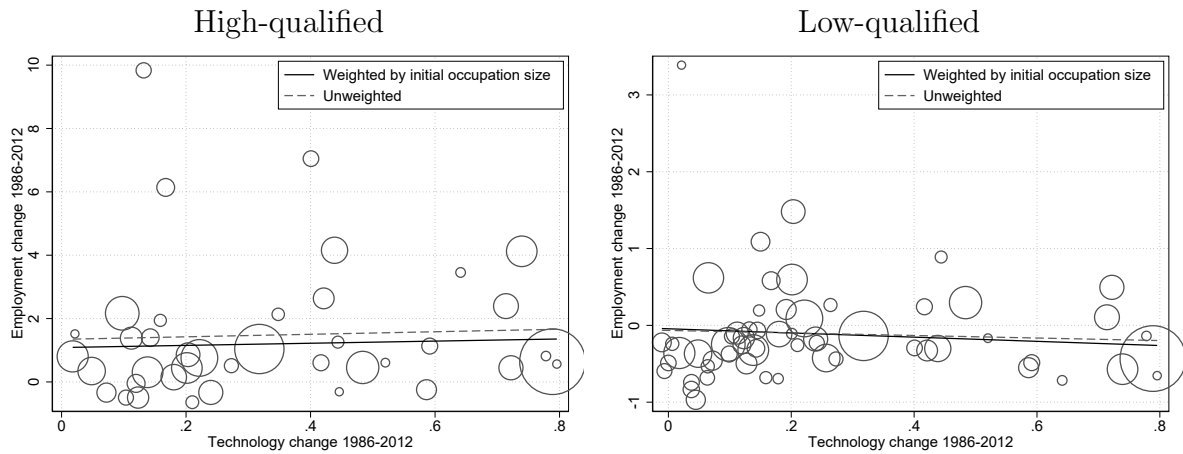 High-qualified
Low-qualified
Weighted by initial occupation size
Unweighted
Employment change 1986-2012
10
8
6
4
2
0
0
.2
.4
.6
.8
Technology change 1986-2012
Weighted by initial occupation size
Unweighted
Employment change 1986-2012
3
2
1
0
-1
0
.2
.4
.6
.8
Technology change 1986-2012